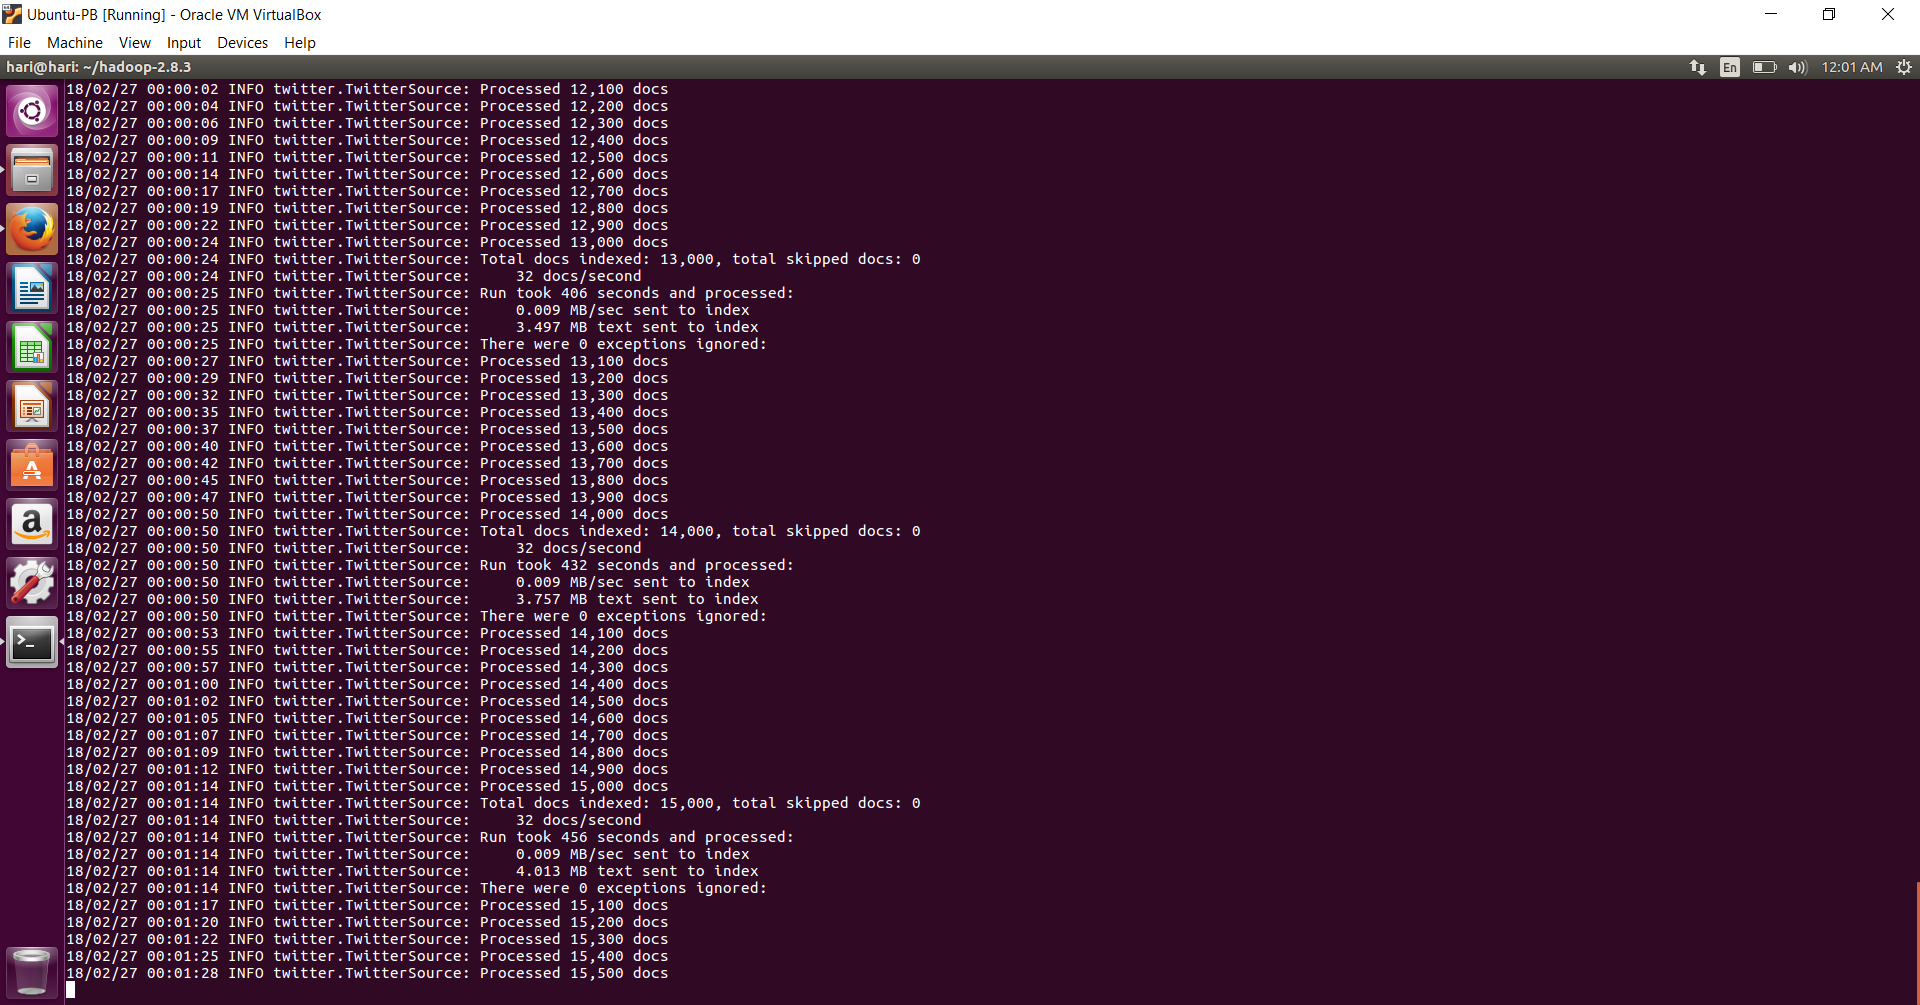 Ubuntu-PB [Running] - Oracle VM VirtualBox
File Machine View Input Devices Help
hari@hari: ~/hadoop-2.8.3 En 12:01 AM
18/02/27 00:00:02 INFO twitter.TwitterSource: Processed 12,100 docs
18/02/27 00:00:04 INFO twitter.TwitterSource: Processed 12,200 docs
18/02/27 00:00:06 INFO twitter.TwitterSource: Processed 12,300 docs
18/02/27 00:00:09 INFO twitter.TwitterSource: Processed 12,400 docs
18/02/27 00:00:11 INFO twitter.TwitterSource: Processed 12,500 docs
18/02/27 00:00:14 INFO twitter.TwitterSource: Processed 12,600 docs
18/02/27 00:00:17 INFO twitter.TwitterSource: Processed 12,700 docs
18/02/27 00:00:19 INFO twitter.TwitterSource: Processed 12,800 docs
18/02/27 00:00:22 INFO twitter.TwitterSource: Processed 12,900 docs
18/02/27 00:00:24 INFO twitter.TwitterSource: Processed 13,000 docs
18/02/27 00:00:24 INFO twitter.TwitterSource: Total docs indexed: 13,000, total skipped docs: 0
18/02/27 00:00:24 INFO twitter.TwitterSource:     32 docs/second
18/02/27 00:00:25 INFO twitter.TwitterSource: Run took 406 seconds and processed:
18/02/27 00:00:25 INFO twitter.TwitterSource:     0.009 MB/sec sent to index
18/02/27 00:00:25 INFO twitter.TwitterSource:     3.497 MB text sent to index
18/02/27 00:00:25 INFO twitter.TwitterSource: There were 0 exceptions ignored:
18/02/27 00:00:27 INFO twitter.TwitterSource: Processed 13,100 docs
18/02/27 00:00:29 INFO twitter.TwitterSource: Processed 13,200 docs
18/02/27 00:00:32 INFO twitter.TwitterSource: Processed 13,300 docs
18/02/27 00:00:35 INFO twitter.TwitterSource: Processed 13,400 docs
18/02/27 00:00:37 INFO twitter.TwitterSource: Processed 13,500 docs
18/02/27 00:00:40 INFO twitter.TwitterSource: Processed 13,600 docs
18/02/27 00:00:42 INFO twitter.TwitterSource: Processed 13,700 docs
18/02/27 00:00:45 INFO twitter.TwitterSource: Processed 13,800 docs
18/02/27 00:00:47 INFO twitter.TwitterSource: Processed 13,900 docs
18/02/27 00:00:50 INFO twitter.TwitterSource: Processed 14,000 docs
18/02/27 00:00:50 INFO twitter.TwitterSource: Total docs indexed: 14,000, total skipped docs: 0
18/02/27 00:00:50 INFO twitter.TwitterSource:     32 docs/second
18/02/27 00:00:50 INFO twitter.TwitterSource: Run took 432 seconds and processed:
18/02/27 00:00:50 INFO twitter.TwitterSource:     0.009 MB/sec sent to index
18/02/27 00:00:50 INFO twitter.TwitterSource:     3.757 MB text sent to index
18/02/27 00:00:50 INFO twitter.TwitterSource: There were 0 exceptions ignored:
18/02/27 00:00:53 INFO twitter.TwitterSource: Processed 14,100 docs
18/02/27 00:00:55 INFO twitter.TwitterSource: Processed 14,200 docs
18/02/27 00:00:57 INFO twitter.TwitterSource: Processed 14,300 docs
18/02/27 00:01:00 INFO twitter.TwitterSource: Processed 14,400 docs
18/02/27 00:01:02 INFO twitter.TwitterSource: Processed 14,500 docs
18/02/27 00:01:05 INFO twitter.TwitterSource: Processed 14,600 docs
18/02/27 00:01:07 INFO twitter.TwitterSource: Processed 14,700 docs
18/02/27 00:01:09 INFO twitter.TwitterSource: Processed 14,800 docs
18/02/27 00:01:12 INFO twitter.TwitterSource: Processed 14,900 docs
18/02/27 00:01:14 INFO twitter.TwitterSource: Processed 15,000 docs
18/02/27 00:01:14 INFO twitter.TwitterSource: Total docs indexed: 15,000, total skipped docs: 0
18/02/27 00:01:14 INFO twitter.TwitterSource:     32 docs/second
18/02/27 00:01:14 INFO twitter.TwitterSource: Run took 456 seconds and processed:
18/02/27 00:01:14 INFO twitter.TwitterSource:     0.009 MB/sec sent to index
18/02/27 00:01:14 INFO twitter.TwitterSource:     4.013 MB text sent to index
18/02/27 00:01:14 INFO twitter.TwitterSource: There were 0 exceptions ignored:
18/02/27 00:01:17 INFO twitter.TwitterSource: Processed 15,100 docs
18/02/27 00:01:20 INFO twitter.TwitterSource: Processed 15,200 docs
18/02/27 00:01:22 INFO twitter.TwitterSource: Processed 15,300 docs
18/02/27 00:01:25 INFO twitter.TwitterSource: Processed 15,400 docs
18/02/27 00:01:28 INFO twitter.TwitterSource: Processed 15,500 docs